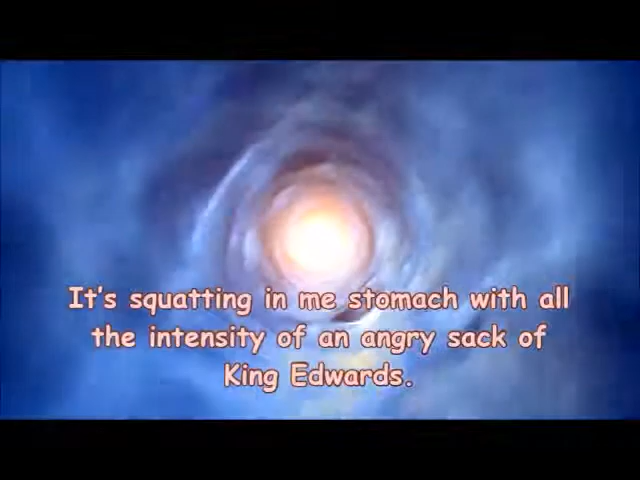 It's squatting in me stomach with all
the intensity of an angry sack of
King Edwards.